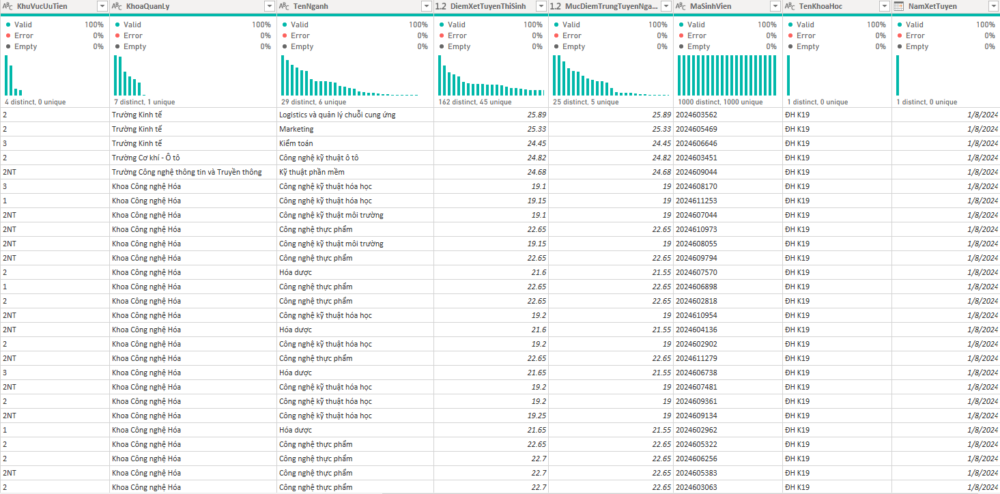 KhuVucUuTien KhoaQuanLy TenNganh 1.2 DiemXetTuyenThiSinh 1.2 MucDiemTrungTuyenNga... MaSinhVien TenKhoaHoc NamXetTuyen
Valid 100% Valid 100% Valid 100% Valid 100% Valid 100% Valid 100% Valid 100% Valid 100%
Error 0% Error 0% Error 0% Error 0% Error 0% Error 0% Error 0% Error 0%
Empty 0% Empty 0% Empty 0% Empty 0% Empty 0% Empty 0% Empty 0% Empty 0%
4 distinct, 0 unique 7 distinct, 1 unique 29 distinct, 6 unique 162 distinct, 45 unique 25 distinct, 5 unique 1000 distinct, 1000 unique 1 distinct, 0 unique 1 distinct, 0 unique
2 Trường Kinh tế Logistics và quản lý chuỗi cung ứng 25.89 25.89 2024603562 ĐH K19 1/8/2024
2 Trường Kinh tế Marketing 25.33 25.33 2024605469 ĐH K19 1/8/2024
3 Trường Kinh tế Kiểm toán 24.45 24.45 2024606646 ĐH K19 1/8/2024
2 Trường Cơ khí - Ô tô Công nghệ kỹ thuật ô tô 24.82 24.82 2024603451 ĐH K19 1/8/2024
2NT Trường Công nghệ thông tin và Truyền thông Kỹ thuật phần mềm 24.68 24.68 2024609044 ĐH K19 1/8/2024
3 Khoa Công nghệ Hóa Công nghệ kỹ thuật hóa học 19.1 19 2024608170 ĐH K19 1/8/2024
1 Khoa Công nghệ Hóa Công nghệ kỹ thuật hóa học 19.15 19 2024611253 ĐH K19 1/8/2024
2NT Khoa Công nghệ Hóa Công nghệ kỹ thuật môi trường 19.1 19 2024607044 ĐH K19 1/8/2024
2NT Khoa Công nghệ Hóa Công nghệ thực phẩm 22.65 22.65 2024610973 ĐH K19 1/8/2024
2NT Khoa Công nghệ Hóa Công nghệ kỹ thuật môi trường 19.15 19 2024608055 ĐH K19 1/8/2024
2NT Khoa Công nghệ Hóa Công nghệ thực phẩm 22.65 22.65 2024609794 ĐH K19 1/8/2024
2 Khoa Công nghệ Hóa Hóa dược 21.6 21.55 2024607570 ĐH K19 1/8/2024
1 Khoa Công nghệ Hóa Công nghệ thực phẩm 22.65 22.65 2024606898 ĐH K19 1/8/2024
2 Khoa Công nghệ Hóa Công nghệ thực phẩm 22.65 22.65 2024602818 ĐH K19 1/8/2024
2NT Khoa Công nghệ Hóa Công nghệ kỹ thuật hóa học 19.2 19 2024610954 ĐH K19 1/8/2024
2NT Khoa Công nghệ Hóa Hóa dược 21.6 21.55 2024604136 ĐH K19 1/8/2024
2 Khoa Công nghệ Hóa Công nghệ kỹ thuật hóa học 19.2 19 2024602902 ĐH K19 1/8/2024
2NT Khoa Công nghệ Hóa Công nghệ thực phẩm 22.65 22.65 2024611279 ĐH K19 1/8/2024
3 Khoa Công nghệ Hóa Hóa dược 21.65 21.55 2024606738 ĐH K19 1/8/2024
2NT Khoa Công nghệ Hóa Công nghệ kỹ thuật hóa học 19.2 19 2024607481 ĐH K19 1/8/2024
2 Khoa Công nghệ Hóa Công nghệ kỹ thuật hóa học 19.2 19 2024609361 ĐH K19 1/8/2024
2NT Khoa Công nghệ Hóa Công nghệ kỹ thuật hóa học 19.25 19 2024609134 ĐH K19 1/8/2024
1 Khoa Công nghệ Hóa Hóa dược 21.65 21.55 2024602962 ĐH K19 1/8/2024
2 Khoa Công nghệ Hóa Công nghệ thực phẩm 22.65 22.65 2024605322 ĐH K19 1/8/2024
2 Khoa Công nghệ Hóa Công nghệ thực phẩm 22.7 22.65 2024606256 ĐH K19 1/8/2024
2NT Khoa Công nghệ Hóa Công nghệ thực phẩm 22.7 22.65 2024605383 ĐH K19 1/8/2024
2 Khoa Công nghệ Hóa Công nghệ thực phẩm 22.7 22.65 2024603063 ĐH K19 1/8/2024